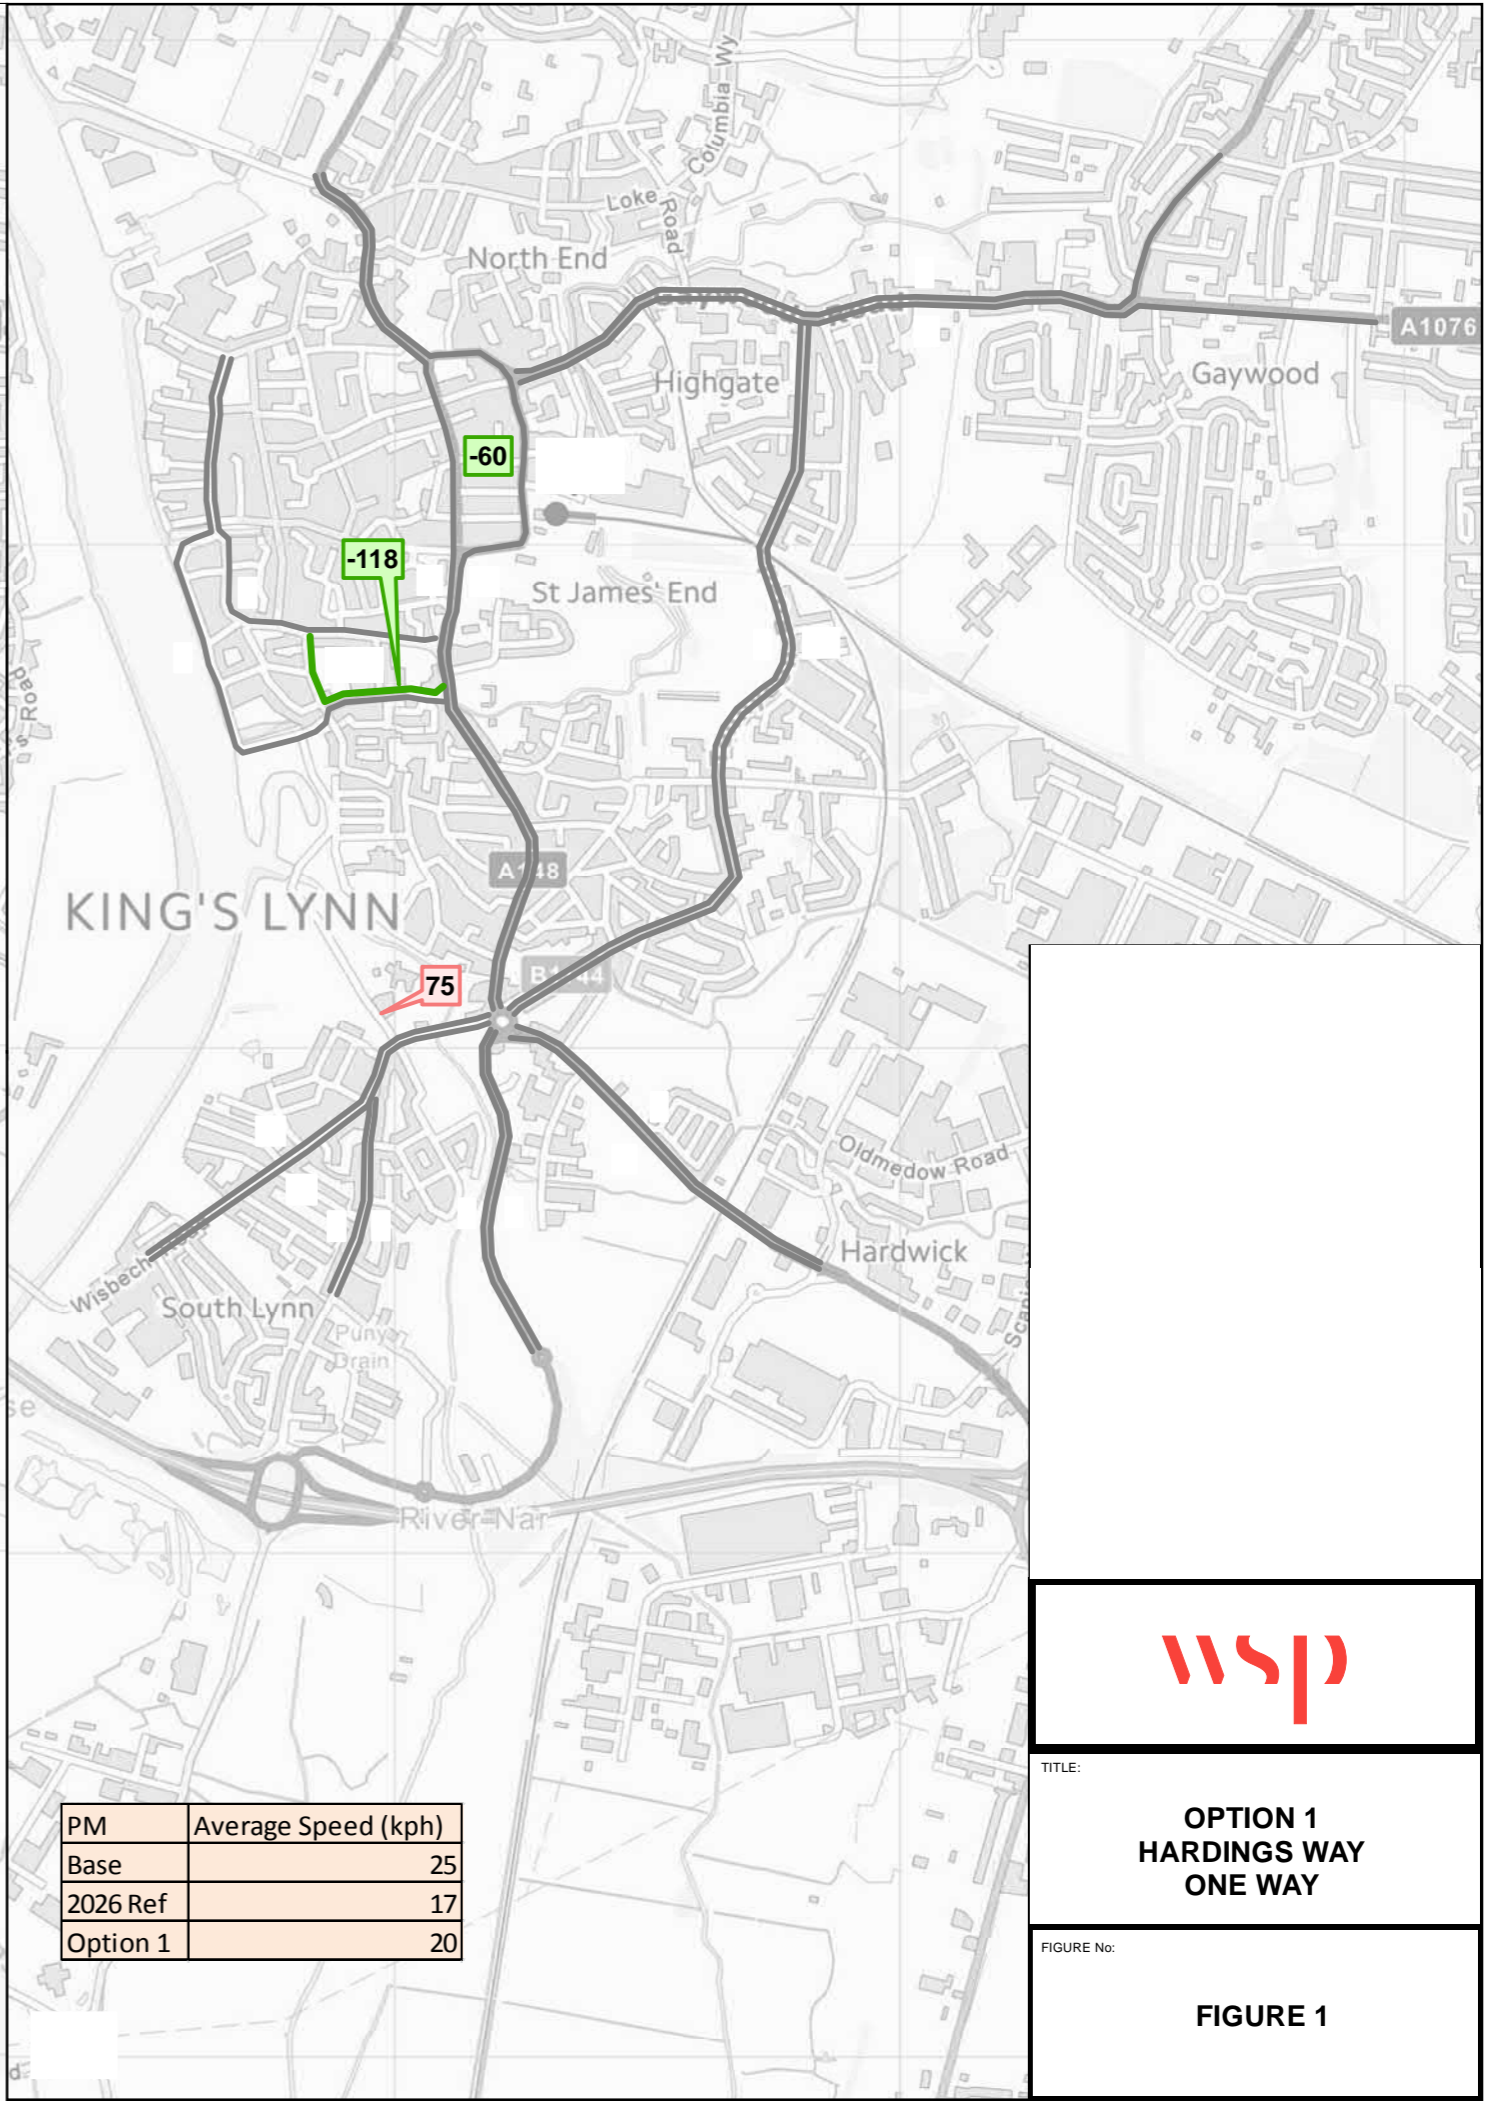 Columbia Wy
Loke Road
North End
A1076
Highgate
Gaywood
-60
-118
St James' End
s Road
A148
KING'S LYNN
75
Oldmedow Road
Hardwick
Wisbech
South Lynn
Puny
Drain
se
River Nar
wsp
TITLE:
OPTION 1
HARDINGS WAY
ONE WAY
FIGURE No:
FIGURE 1
PM Average Speed (kph)
Base 25
2026 Ref 17
Option 1 20
d